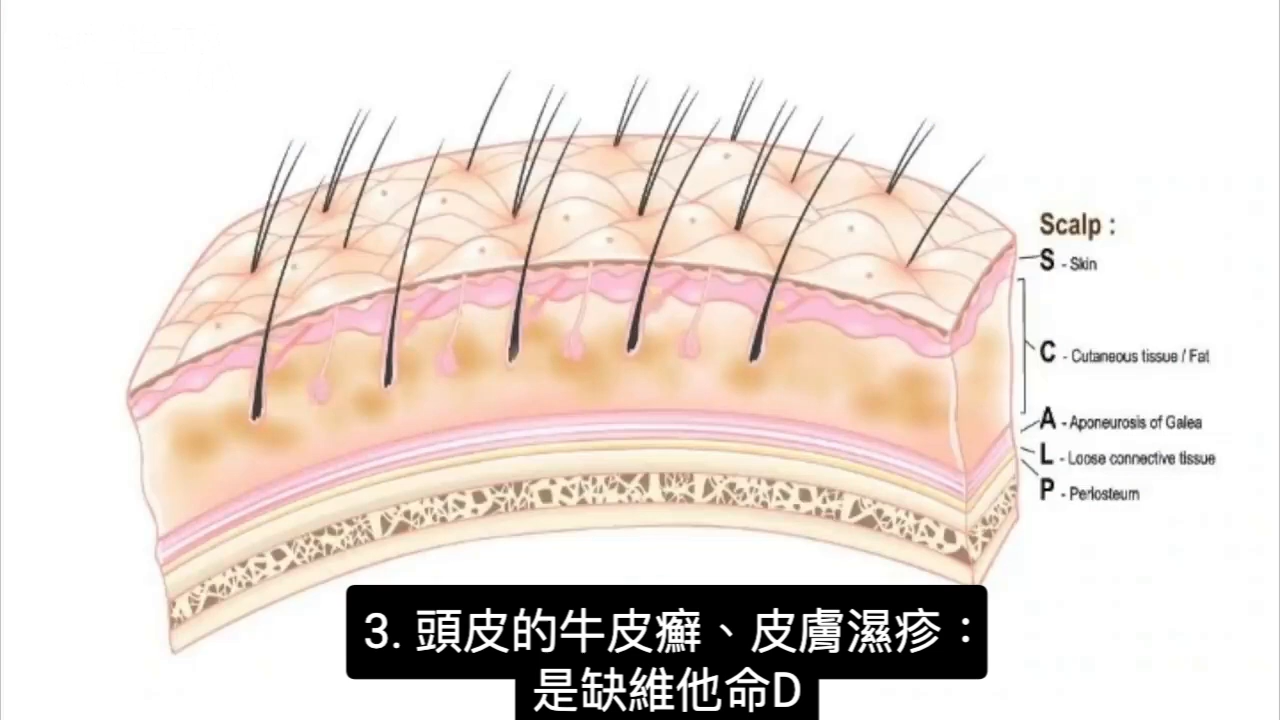 Scalp :
S - Skin
C - Cutaneous tissue / Fat
A - Aponeurosis of Galea
L - Loose connective tissue
P - Periosteum
3. 頭皮的牛皮癬、皮膚濕疹：
是缺維他命D